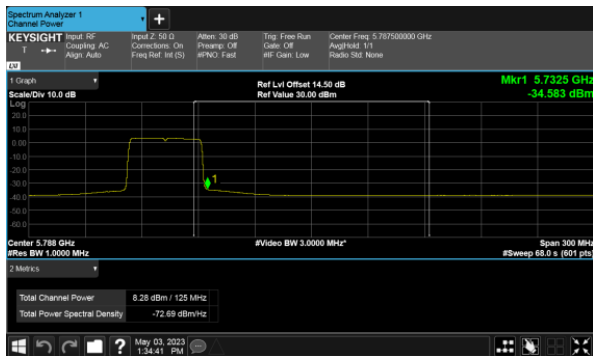 Spectrum Analyzer 1
Channel Power
KEYSIGHT Input: RF Input Z: 50 Ω Atten: 30 dB Trig: Free Run Center Freq: 5.787500000 GHz
Coupling: AC Corrections: On Preamp: Off Gate: Off Avg|Hold: 1/1
Align: Auto Freq Ref: Int (S) #PNO: Fast #IF Gain: Low Radio Std: None
LXI
1 Graph
Ref Lvl Offset 14.50 dB
Mkr1 5.7325 GHz
Scale/Div 10.0 dB
Ref Value 30.00 dBm
-34.583 dBm
Log
20.0
10.0
0.00
-10.0
-20.0
-30.0
-40.0
-50.0
-60.0
1
Center 5.788 GHz
#Video BW 3.0000 MHz*
Span 300 MHz
#Res BW 1.0000 MHz
#Sweep 68.0 s (601 pts)
2 Metrics
Total Channel Power 8.28 dBm / 125 MHz
Total Power Spectral Density -72.69 dBm/Hz
?
May 03, 2023
1:34:41 PM